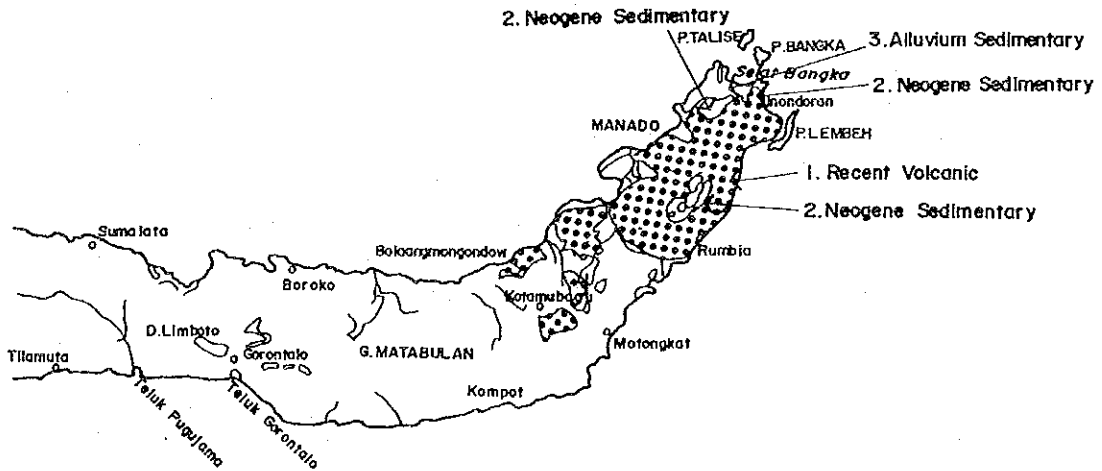 2. Neogene Sedimentary
P.TALISE
P. BANGKA
3. Alluvium Sedimentary
Selat Bangka
2. Neogene Sedimentary
MANADO
P.LEMBEH
1. Recent Volcanic
2. Neogene Sedimentary
Sumalata
Bolaangmongondow
Rumbia
Boroko
Kotamubagu
D.Limboto
Gorontalo
G.MATABULAN
Motongkat
Tilamuta
Kompot
Teluk Pugujama
Teluk Gorontalo